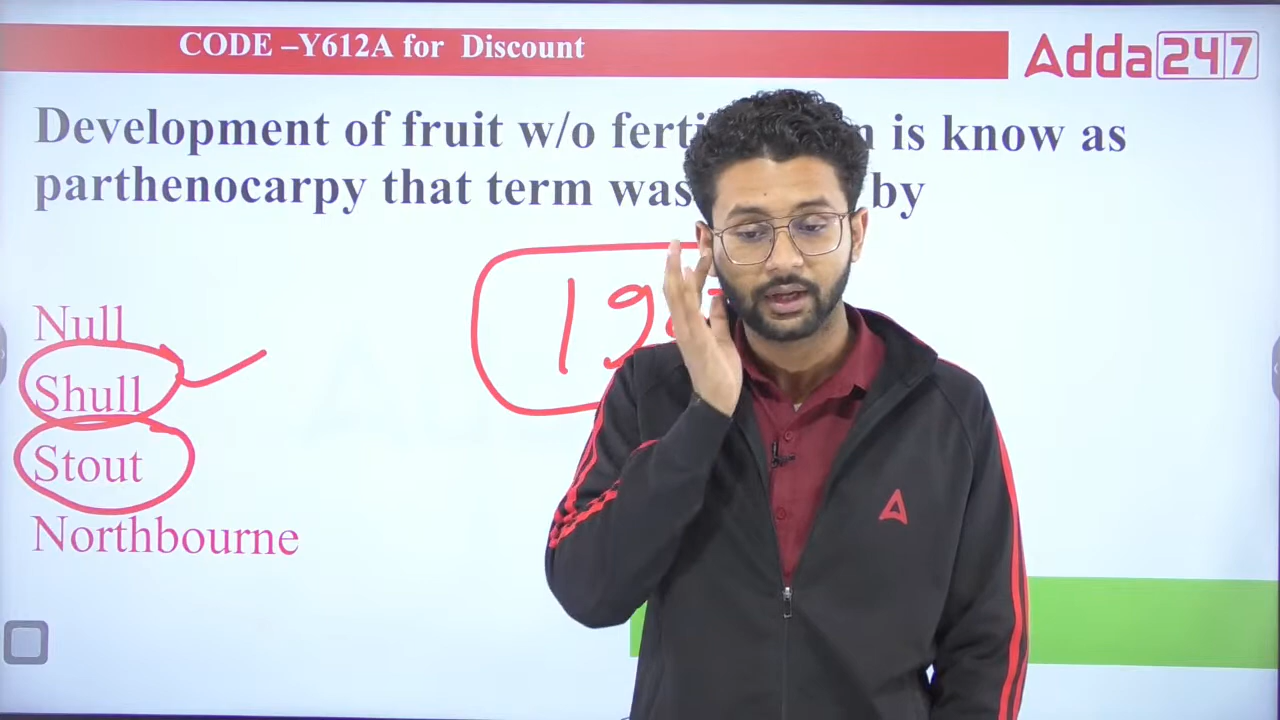 CODE –Y612A for Discount
Adda247
Development of fruit w/o is know as
parthenocarpy that term was by
Null
Shull
Stout
Northbourne